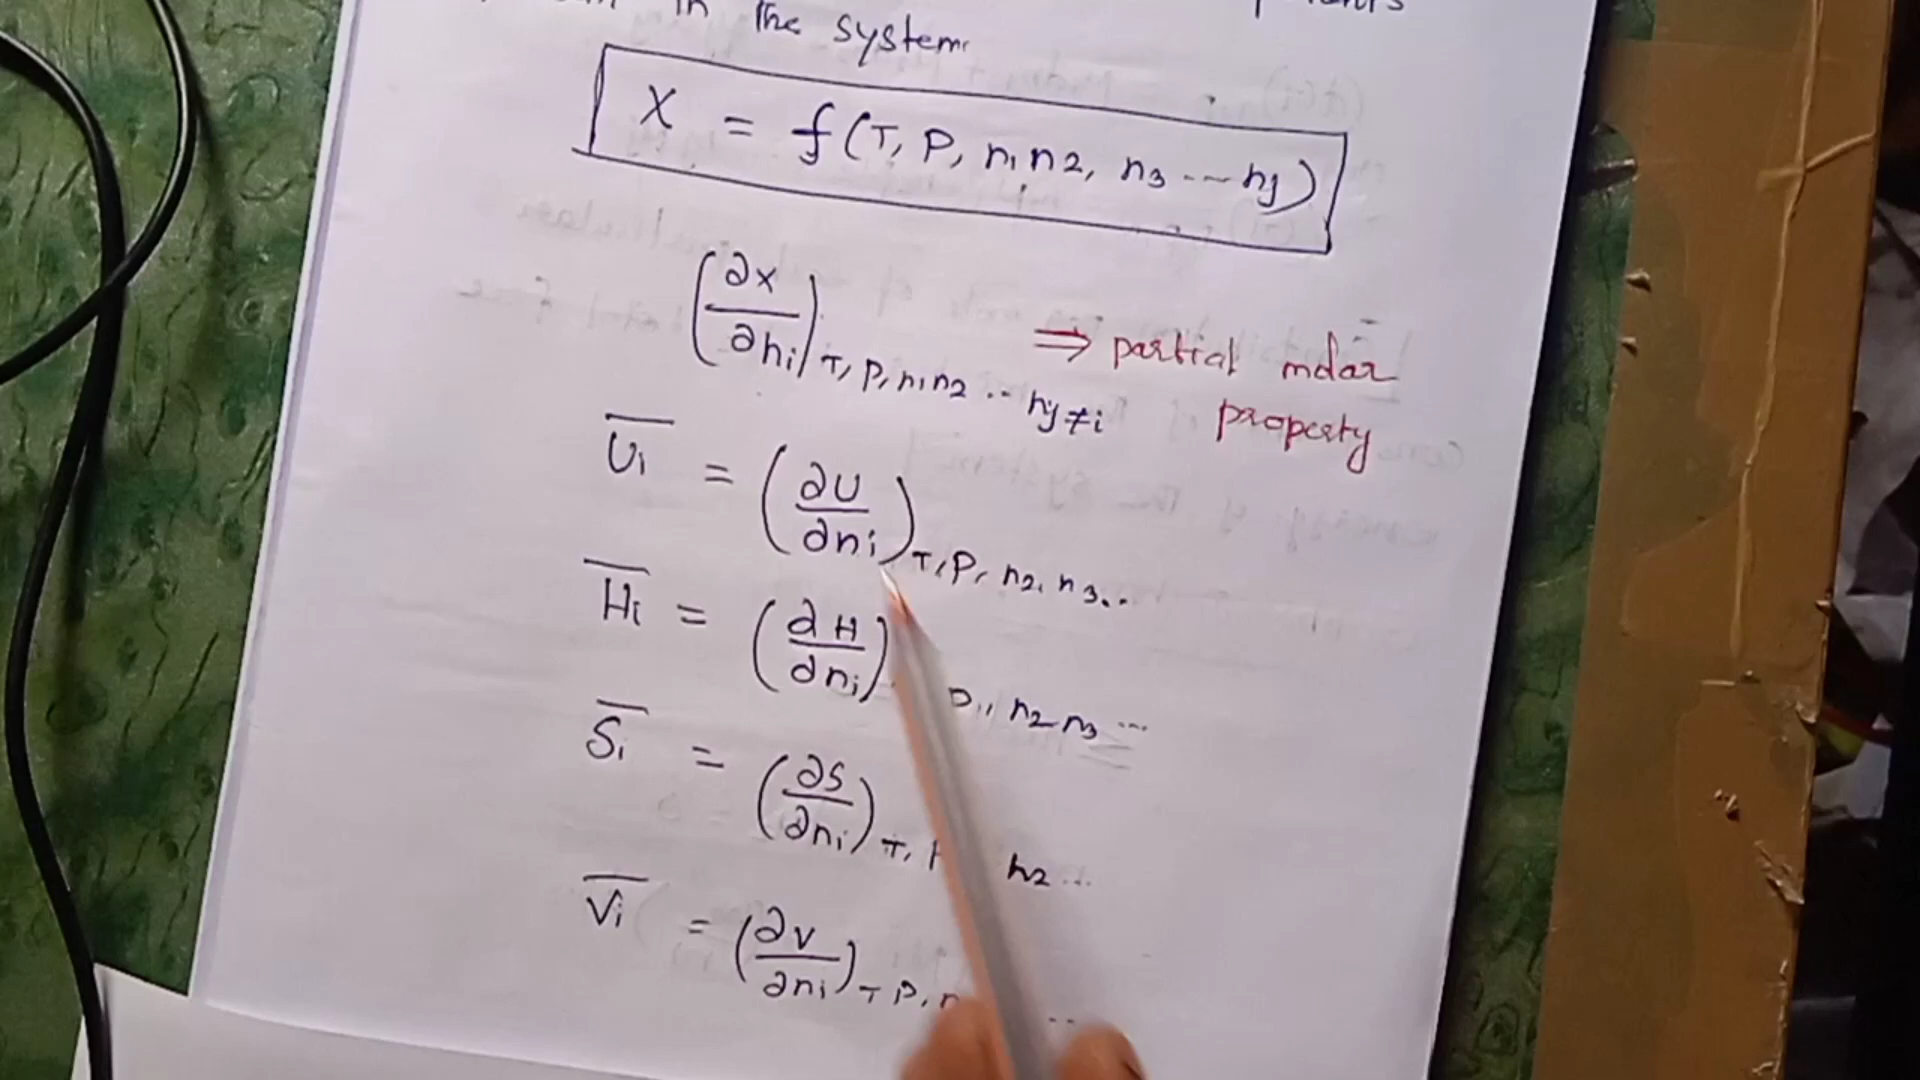 in the system
X = f(T, P, n1 n2, n3 --- nj)
(∂X/∂ni)T, P, n1 n2 ... nj≠i ⇒ partial molar property
U̅i = (∂U/∂ni)T, P, n2, n3...
H̅i = (∂H/∂ni) P,, n2 n3 ...
S̅i = (∂S/∂ni)T, n2 ...
V̅i = (∂V/∂ni)T P, n ...